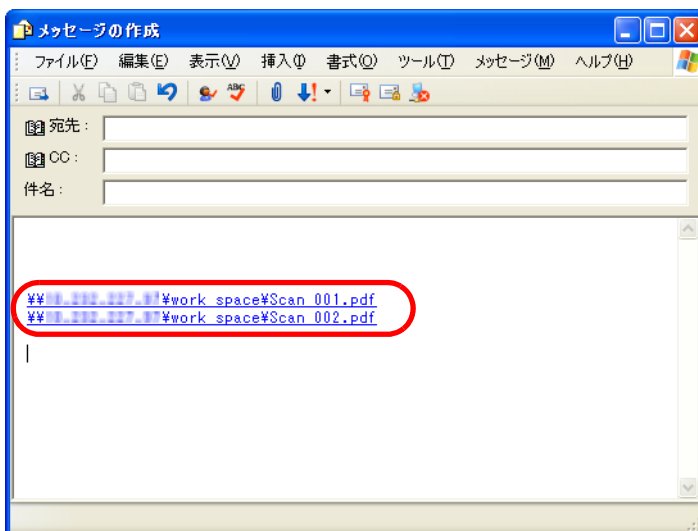 メッセージの作成
ファイル(F) 編集(E) 表示(V) 挿入(I) 書式(O) ツール(T) メッセージ(M) ヘルプ(H)
ABC
宛先:
CC:
件名:
¥¥ ¥work space¥Scan 001.pdf
¥¥ ¥work space¥Scan 002.pdf